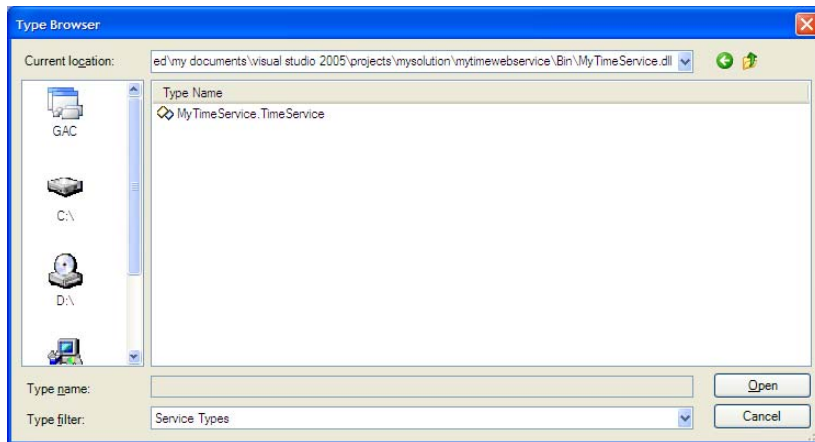 Type Browser
Current location: ed\my documents\visual studio 2005\projects\mysolution\mytimewebservice\Bin\MyTimeService.dll
Type Name
MyTimeService.TimeService
GAC
C:\
D:\
Type name:
Open
Type filter: Service Types
Cancel